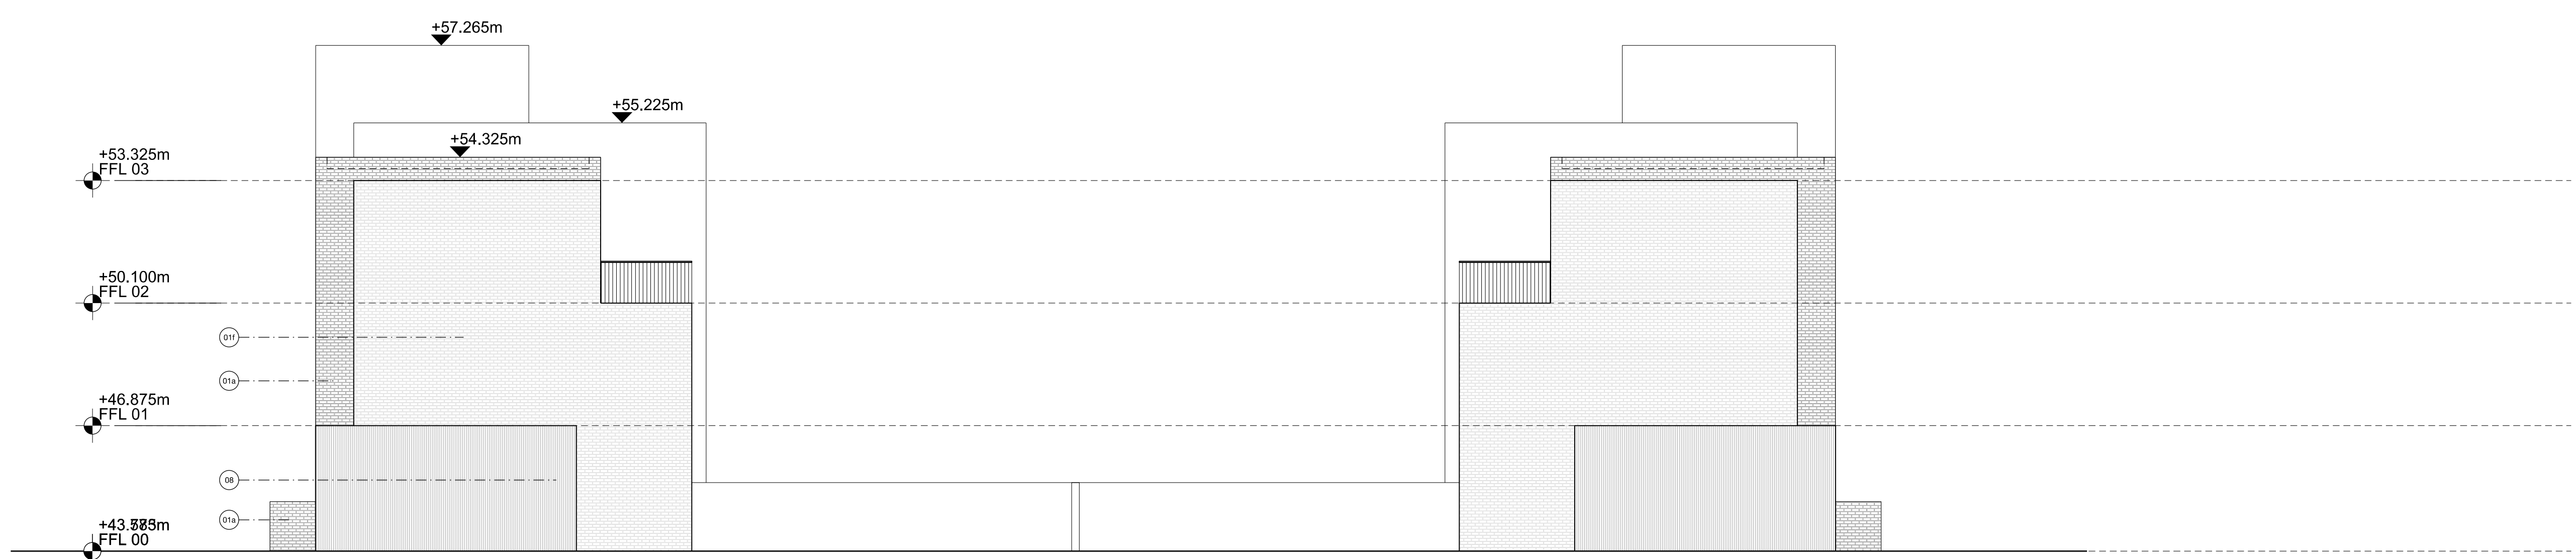 +57.265m
+55.225m
+54.325m
+53.325m
FFL 03
+50.100m
FFL 02
01f
01a
+46.875m
FFL 01
08
01a
FFL 00